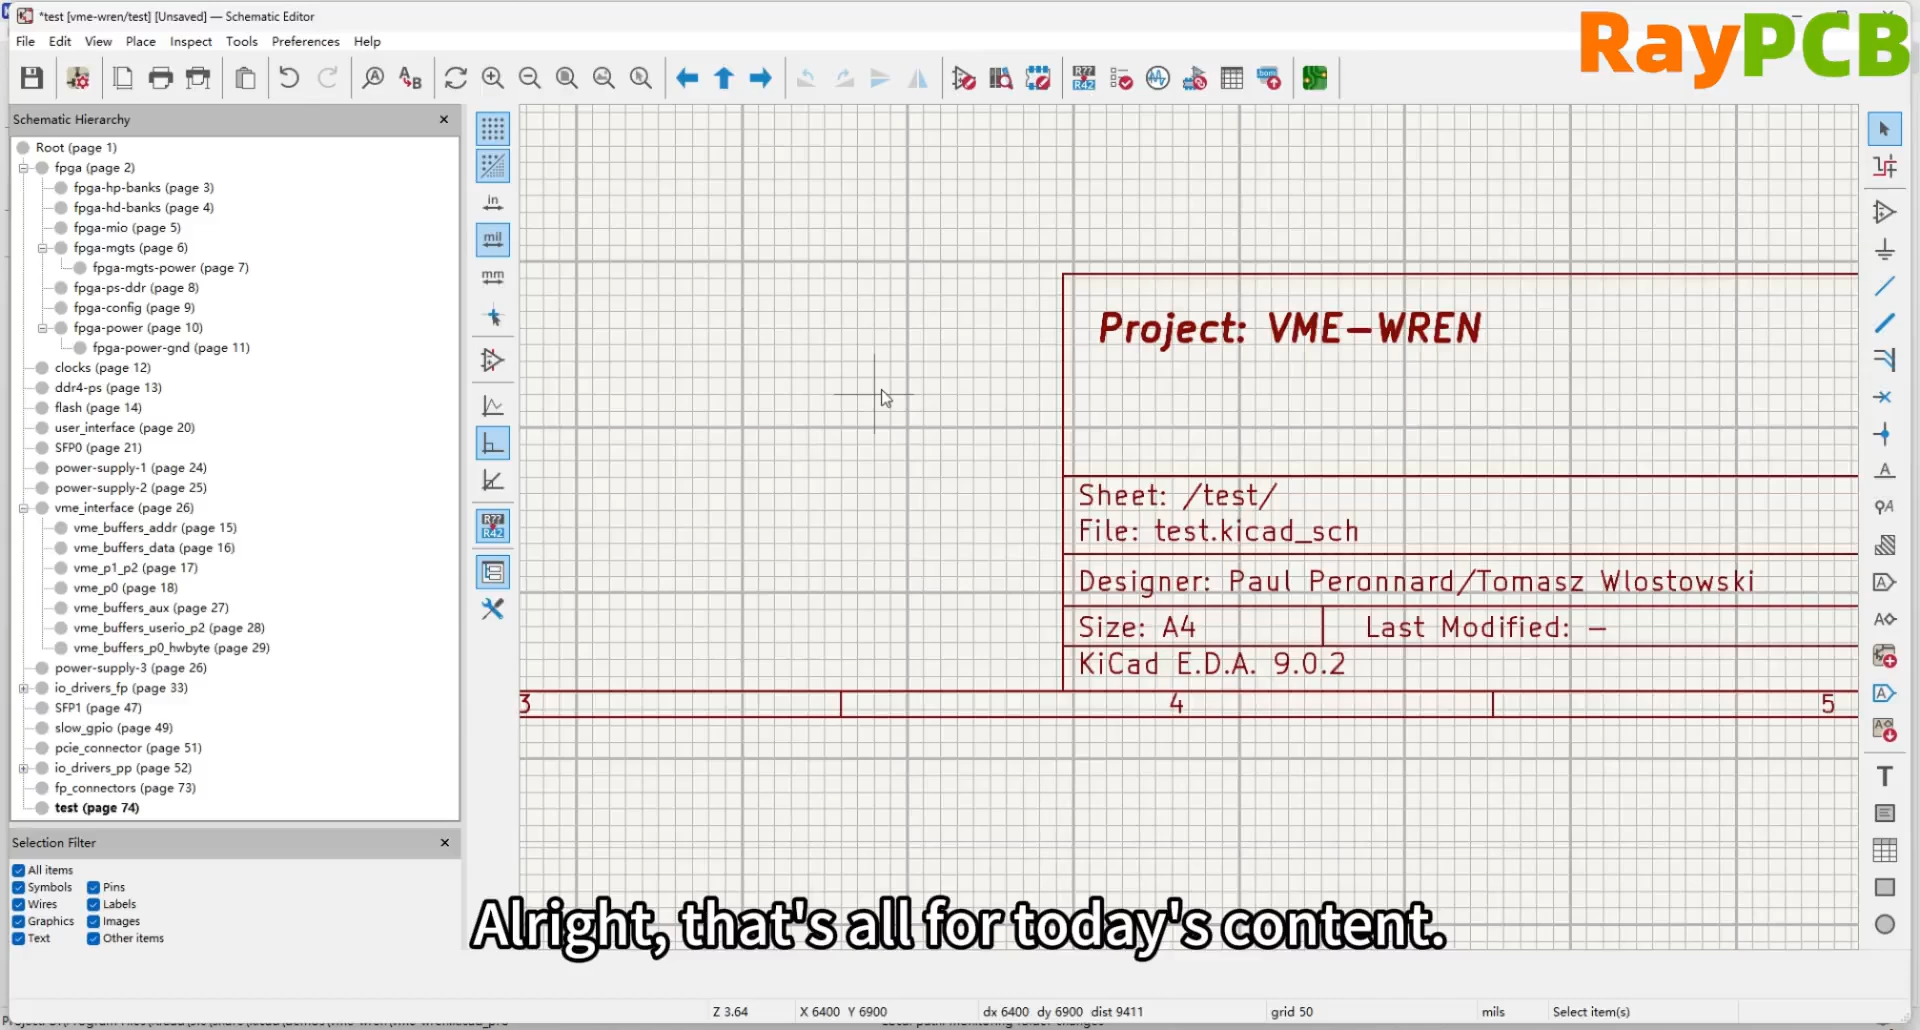 *test [vme-wren/test] [Unsaved] — Schematic Editor
RayPCB
File Edit View Place Inspect Tools Preferences Help
Schematic Hierarchy
Root (page 1)
fpga (page 2)
fpga-hp-banks (page 3)
fpga-hd-banks (page 4)
fpga-mio (page 5)
fpga-mgts (page 6)
fpga-mgts-power (page 7)
fpga-ps-ddr (page 8)
fpga-config (page 9)
fpga-power (page 10)
fpga-power-gnd (page 11)
clocks (page 12)
ddr4-ps (page 13)
flash (page 14)
user_interface (page 20)
SFP0 (page 21)
power-supply-1 (page 24)
power-supply-2 (page 25)
vme_interface (page 26)
vme_buffers_addr (page 15)
vme_buffers_data (page 16)
vme_p1_p2 (page 17)
vme_p0 (page 18)
vme_buffers_aux (page 27)
vme_buffers_userio_p2 (page 28)
vme_buffers_p0_hwbyte (page 29)
power-supply-3 (page 26)
io_drivers_fp (page 33)
SFP1 (page 47)
slow_gpio (page 49)
pcie_connector (page 51)
io_drivers_pp (page 52)
fp_connectors (page 73)
test (page 74)
Selection Filter
All items
Symbols Pins
Wires Labels
Graphics Images
Text Other items
in
mil
mm
R??
R42
Project: VME-WREN
Sheet: /test/
File: test.kicad_sch
Designer: Paul Peronnard/Tomasz Wlostowski
Size: A4 Last Modified: -
KiCad E.D.A. 9.0.2
3 4 5
Alright, that's all for today's content.
Z 3.64 X 6400 Y 6900 dx 6400 dy 6900 dist 9411 grid 50 mils Select item(s)